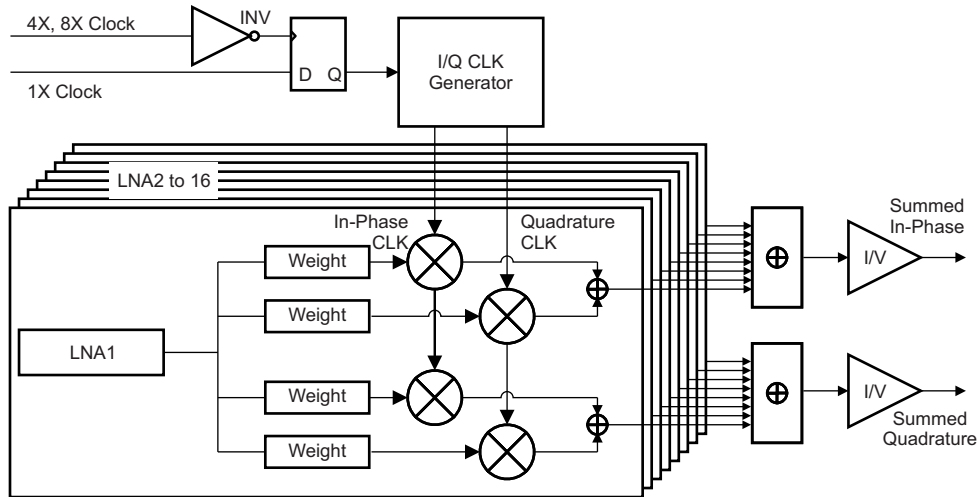 4X, 8X Clock
INV
D Q
1X Clock
I/Q CLK
Generator
LNA2 to 16
In-Phase
CLK
Quadrature
CLK
Weight
Weight
LNA1
Weight
Weight
Summed
In-Phase
I/V
I/V
Summed
Quadrature